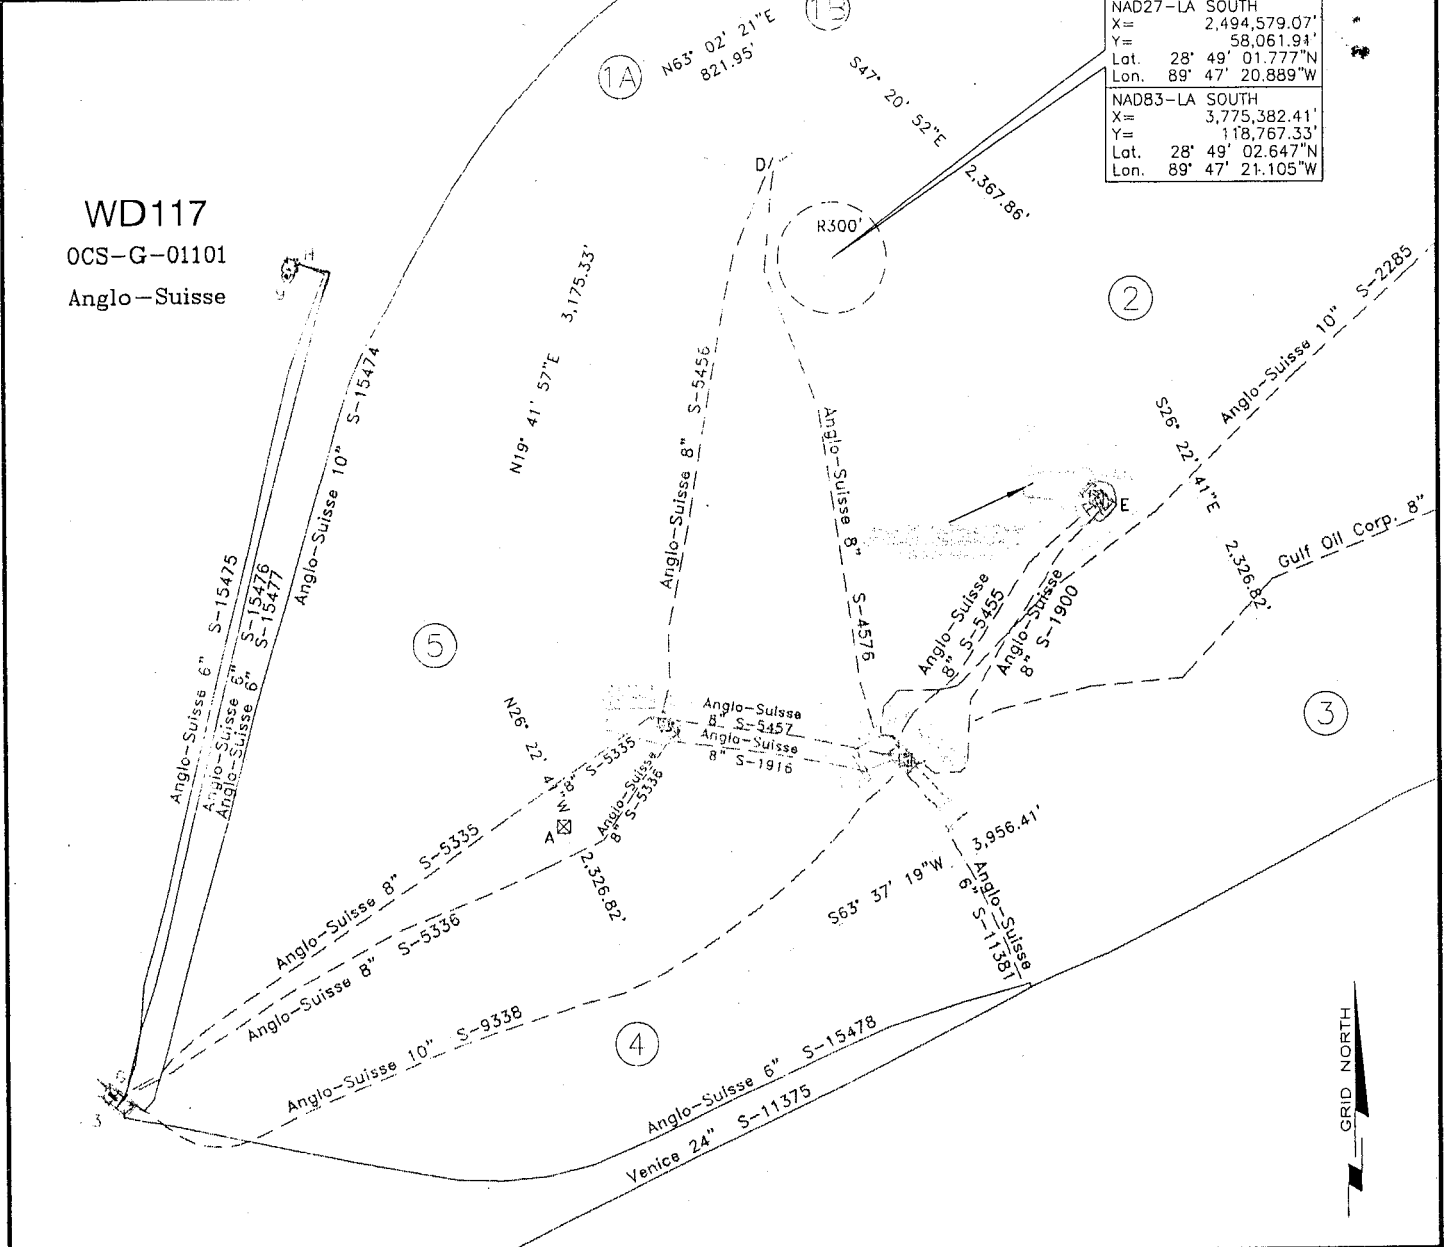 NAD27-LA SOUTH
X= 2,494,579.07'
Y= 58,061.91'
Lat. 28° 49' 01.777"N
Lon. 89° 47' 20.889"W
NAD83-LA SOUTH
X= 3,775,382.41'
Y= 118,767.33'
Lat. 28° 49' 02.647"N
Lon. 89° 47' 21.105"W
1B
1A
N63° 02' 21"E
821.95'
S47° 20' 52"E
2,367.86'
D
R300'
WD117
OCS-G-01101
Anglo-Suisse
N19° 41' 57"E 3,175.33'
2
Anglo-Suisse 10" S-2285
Anglo-Suisse 10" S-15474
Anglo-Suisse 8" S-5456
Anglo-Suisse 8" S-4576
S26° 22' 41"E 2,326.82'
E
Gulf Oil Corp. 8"
Anglo-Suisse 6" S-15475
Anglo-Suisse 6" S-15476
Anglo-Suisse 6" S-15477
Anglo-Suisse
8" S-5455
Anglo-Suisse
8" S-1900
5
3
Anglo-Suisse
8" S-5457
Anglo-Suisse
8" S-1916
N26° 22' 41"W 2,326.82'
8" S-5335
Anglo-Suisse
8" S-5336
A
Anglo-Suisse 8" S-5335
Anglo-Suisse 8" S-5336
S63° 37' 19"W 3,956.41'
Anglo-Suisse
6" S-11381
Anglo-Suisse 10" S-9338
4
Anglo-Suisse 6" S-15478
Venice 24" S-11375
3
GRID NORTH